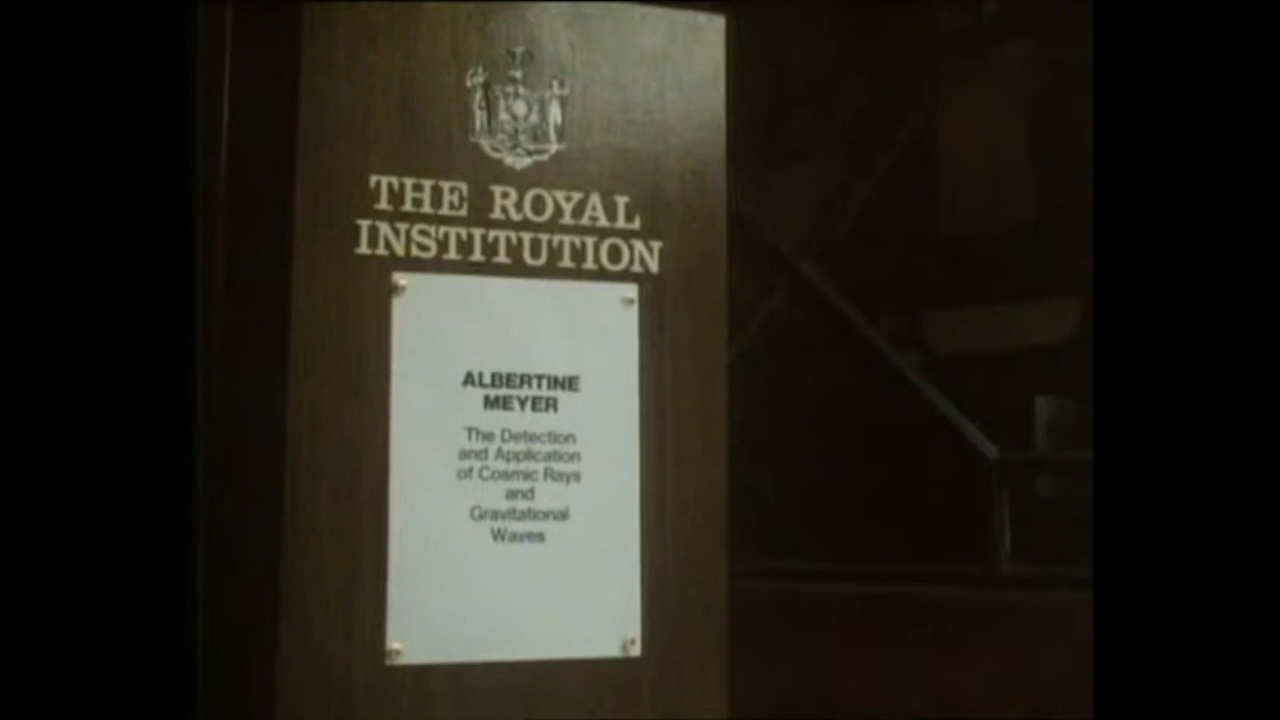 THE ROYAL
INSTITUTION
ALBERTINE
MEYER
The Detection
and Application
of Cosmic Rays
and
Gravitational
Waves